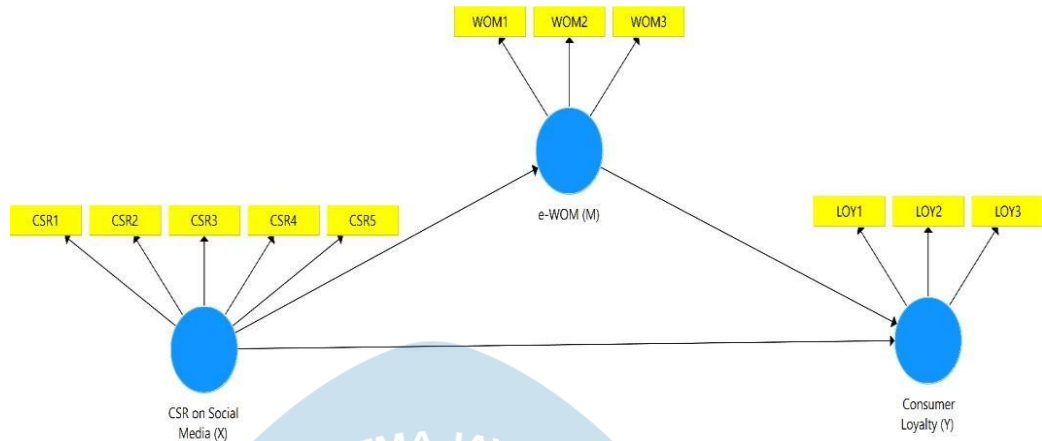 WOM1 WOM2 WOM3
e-WOM (M)
CSR1 CSR2 CSR3 CSR4 CSR5
LOY1 LOY2 LOY3
CSR on Social
Media (X)
Consumer
Loyalty (Y)